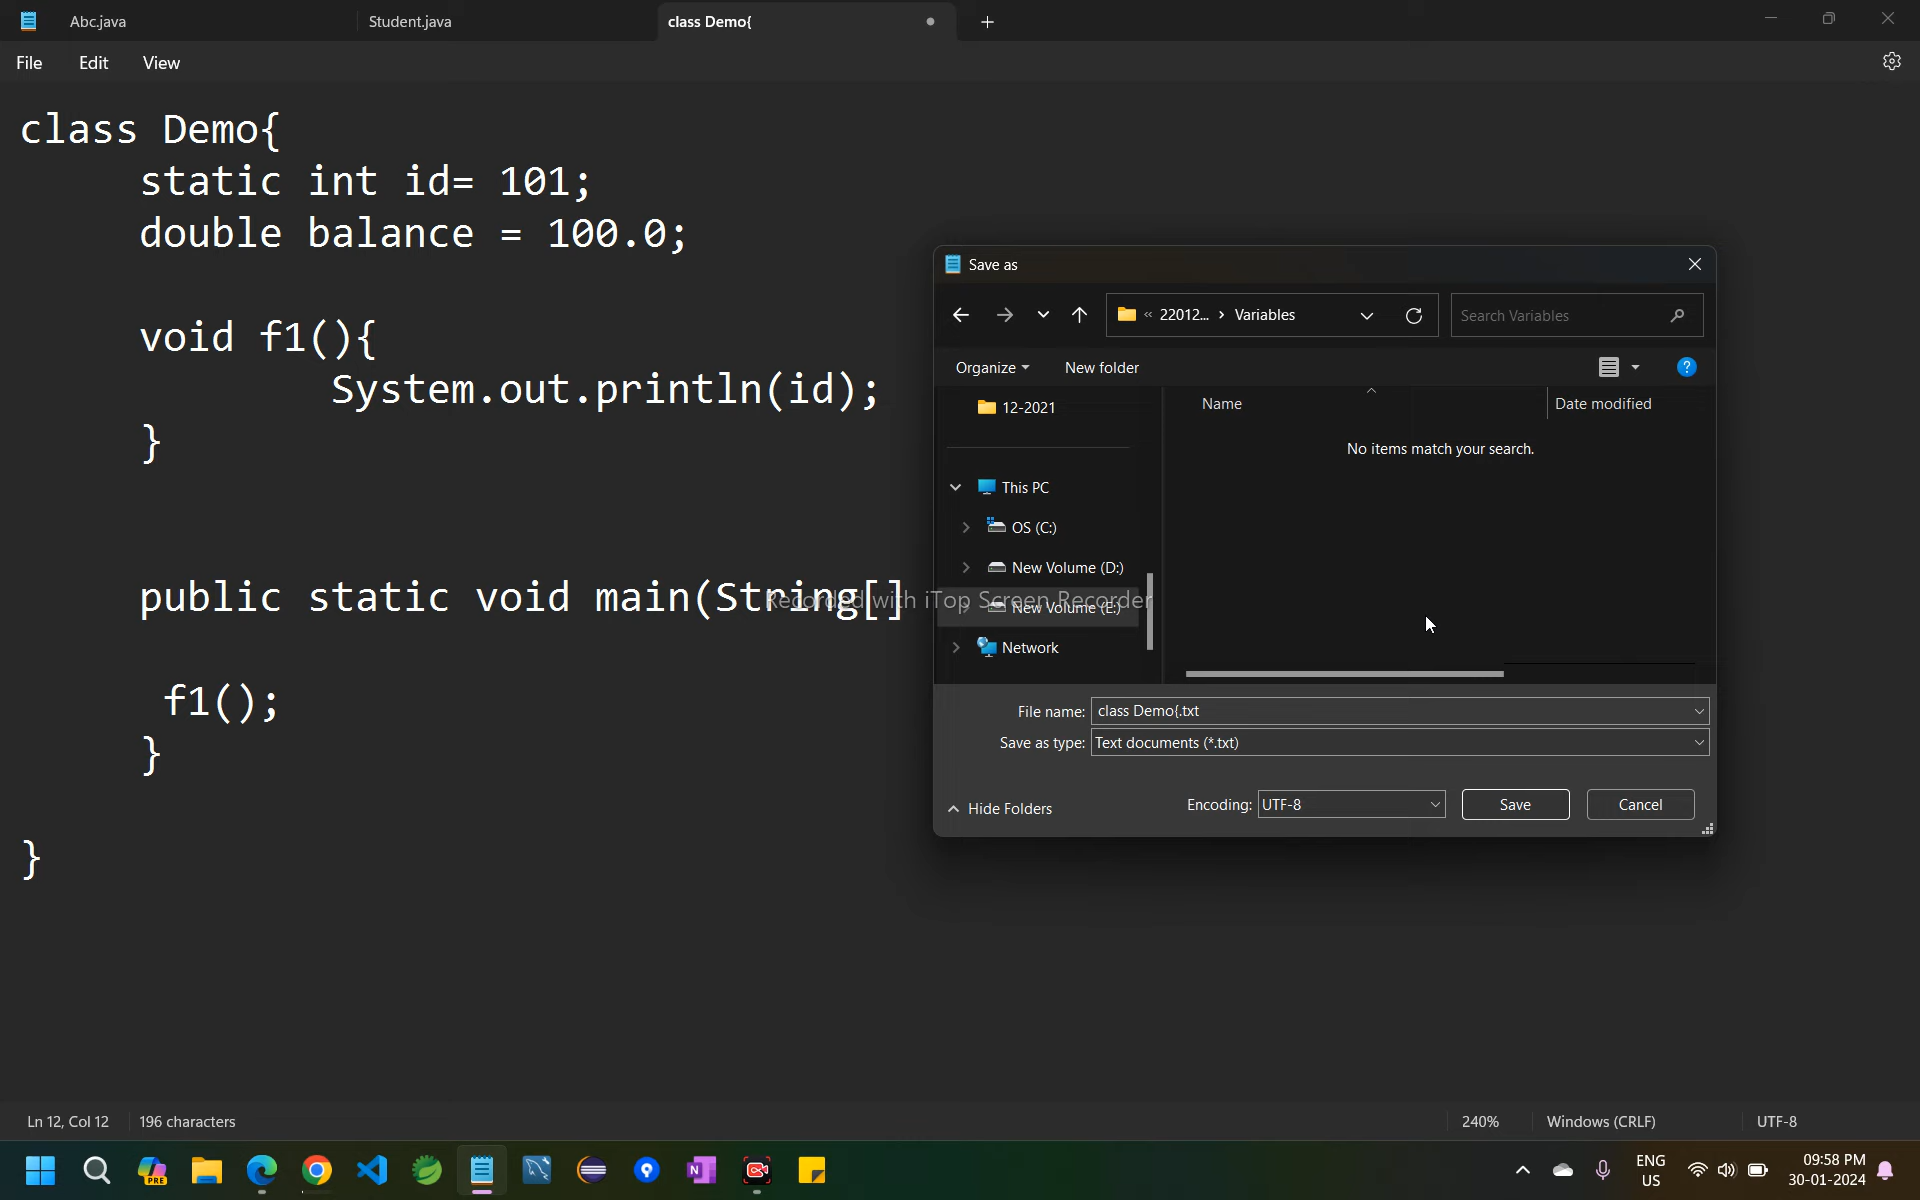 Abc.java
Student.java
class Demo{
File Edit View
class Demo{
static int id= 101;
double balance = 100.0;
void f1(){
System.out.println(id);
}
public static void main(String[]
f1();
}
}
Recorded with iTop Screen Recorder
Save as
22012... › Variables
Search Variables
Organize New folder
Name Date modified
12-2021
No items match your search.
This PC
OS (C:)
New Volume (D:)
New Volume (E:)
Network
File name: class Demo{.txt
Save as type: Text documents (*.txt)
Hide Folders
Encoding: UTF-8
Save
Cancel
Ln 12, Col 12 196 characters 240% Windows (CRLF) UTF-8
PRE
N
ENG
US
09:58 PM
30-01-2024